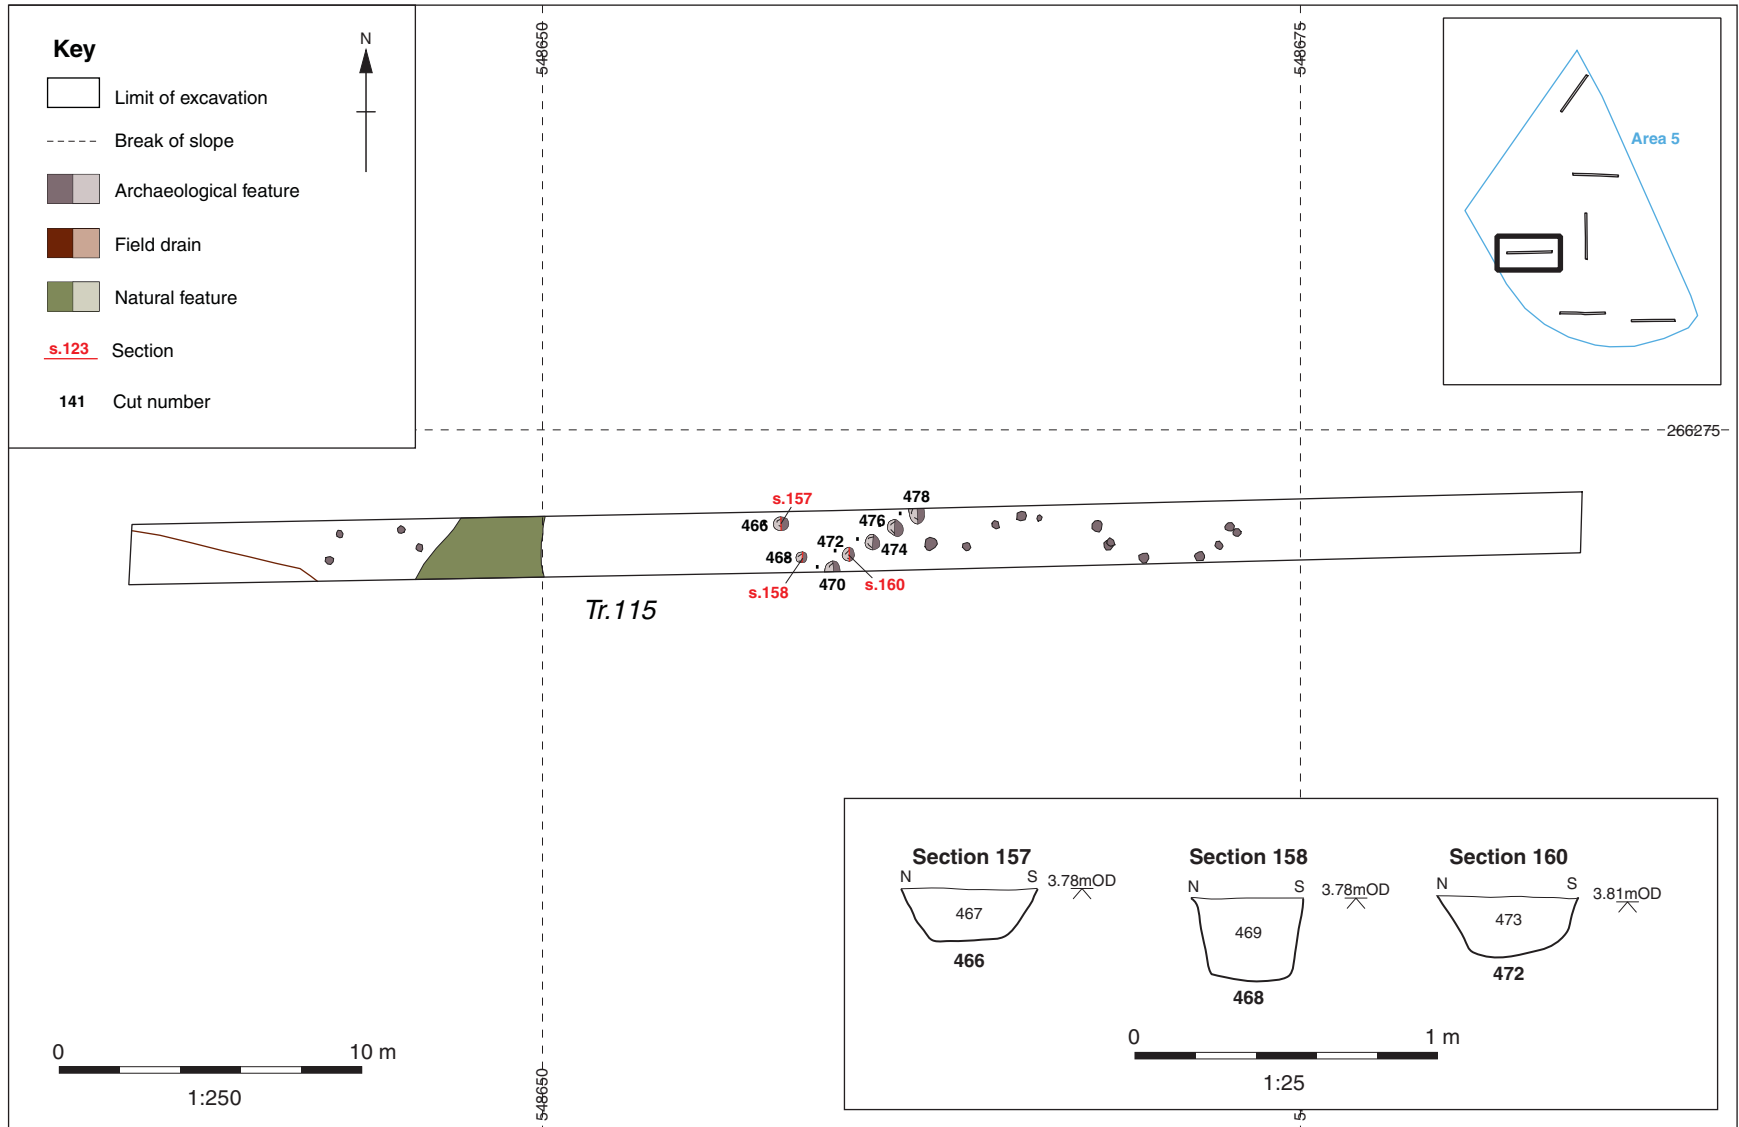 Key
N
Limit of excavation
Break of slope
Archaeological feature
Field drain
Natural feature
s.123 Section
141 Cut number
548650
548675
Area 5
266275
s.157
478
466
476
472
474
468
470
s.158
s.160
Tr.115
Section 157
N S 3.78mOD
467
466
Section 158
N S 3.78mOD
469
468
Section 160
N S 3.81mOD
473
472
0 1 m
1:25
0 10 m
1:250
548650
5